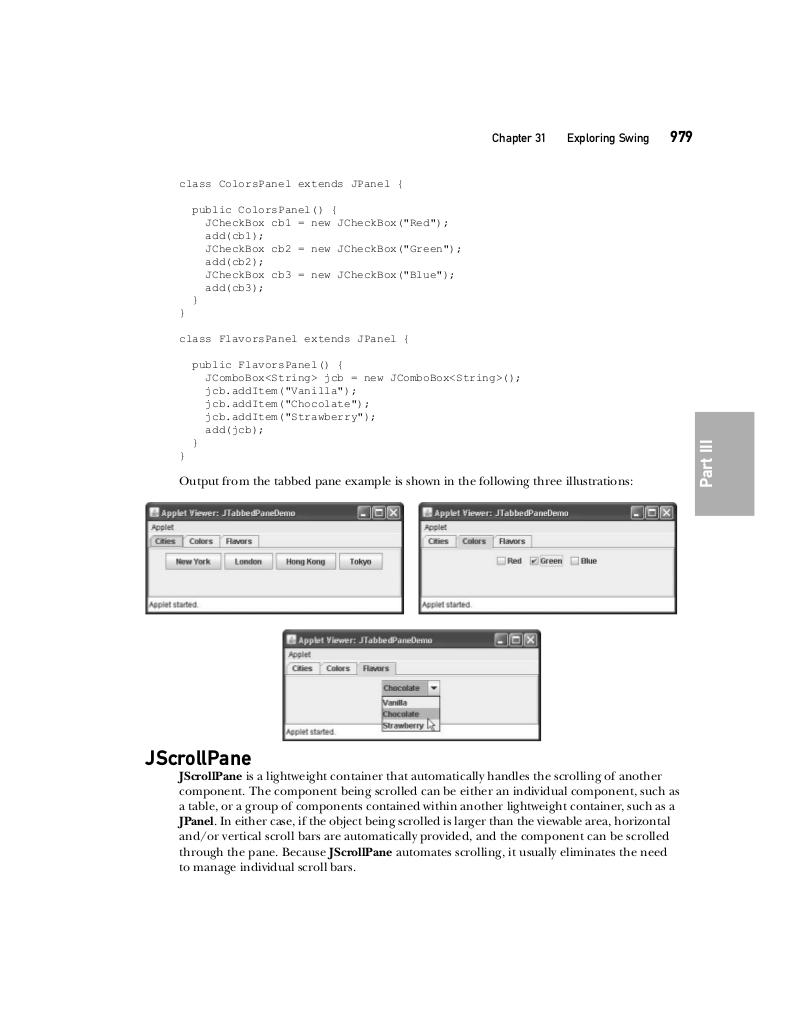 Chapter 31 Exploring Swing 979
class ColorsPanel extends JPanel {
public ColorsPanel() {
JCheckBox cb1 = new JCheckBox("Red");
add(cb1);
JCheckBox cb2 = new JCheckBox("Green");
add(cb2);
JCheckBox cb3 = new JCheckBox("Blue");
add(cb3);
}
}
class FlavorsPanel extends JPanel {
public FlavorsPanel() {
JComboBox<String> jcb = new JComboBox<String>();
jcb.addItem("Vanilla");
jcb.addItem("Chocolate");
jcb.addItem("Strawberry");
add(jcb);
}
}
Part III
Output from the tabbed pane example is shown in the following three illustrations:
Applet Viewer: JTabbedPaneDemo
Applet
Cities Colors Flavors
New York London Hong Kong Tokyo
Applet started.
Applet Viewer: JTabbedPaneDemo
Applet
Cities Colors Flavors
Red Green Blue
Applet started.
Applet Viewer: JTabbedPaneDemo
Applet
Cities Colors Flavors
Chocolate
Vanilla
Chocolate
Strawberry
Applet started.
JScrollPane
JScrollPane is a lightweight container that automatically handles the scrolling of another
component. The component being scrolled can be either an individual component, such as
a table, or a group of components contained within another lightweight container, such as a
JPanel. In either case, if the object being scrolled is larger than the viewable area, horizontal
and/or vertical scroll bars are automatically provided, and the component can be scrolled
through the pane. Because JScrollPane automates scrolling, it usually eliminates the need
to manage individual scroll bars.